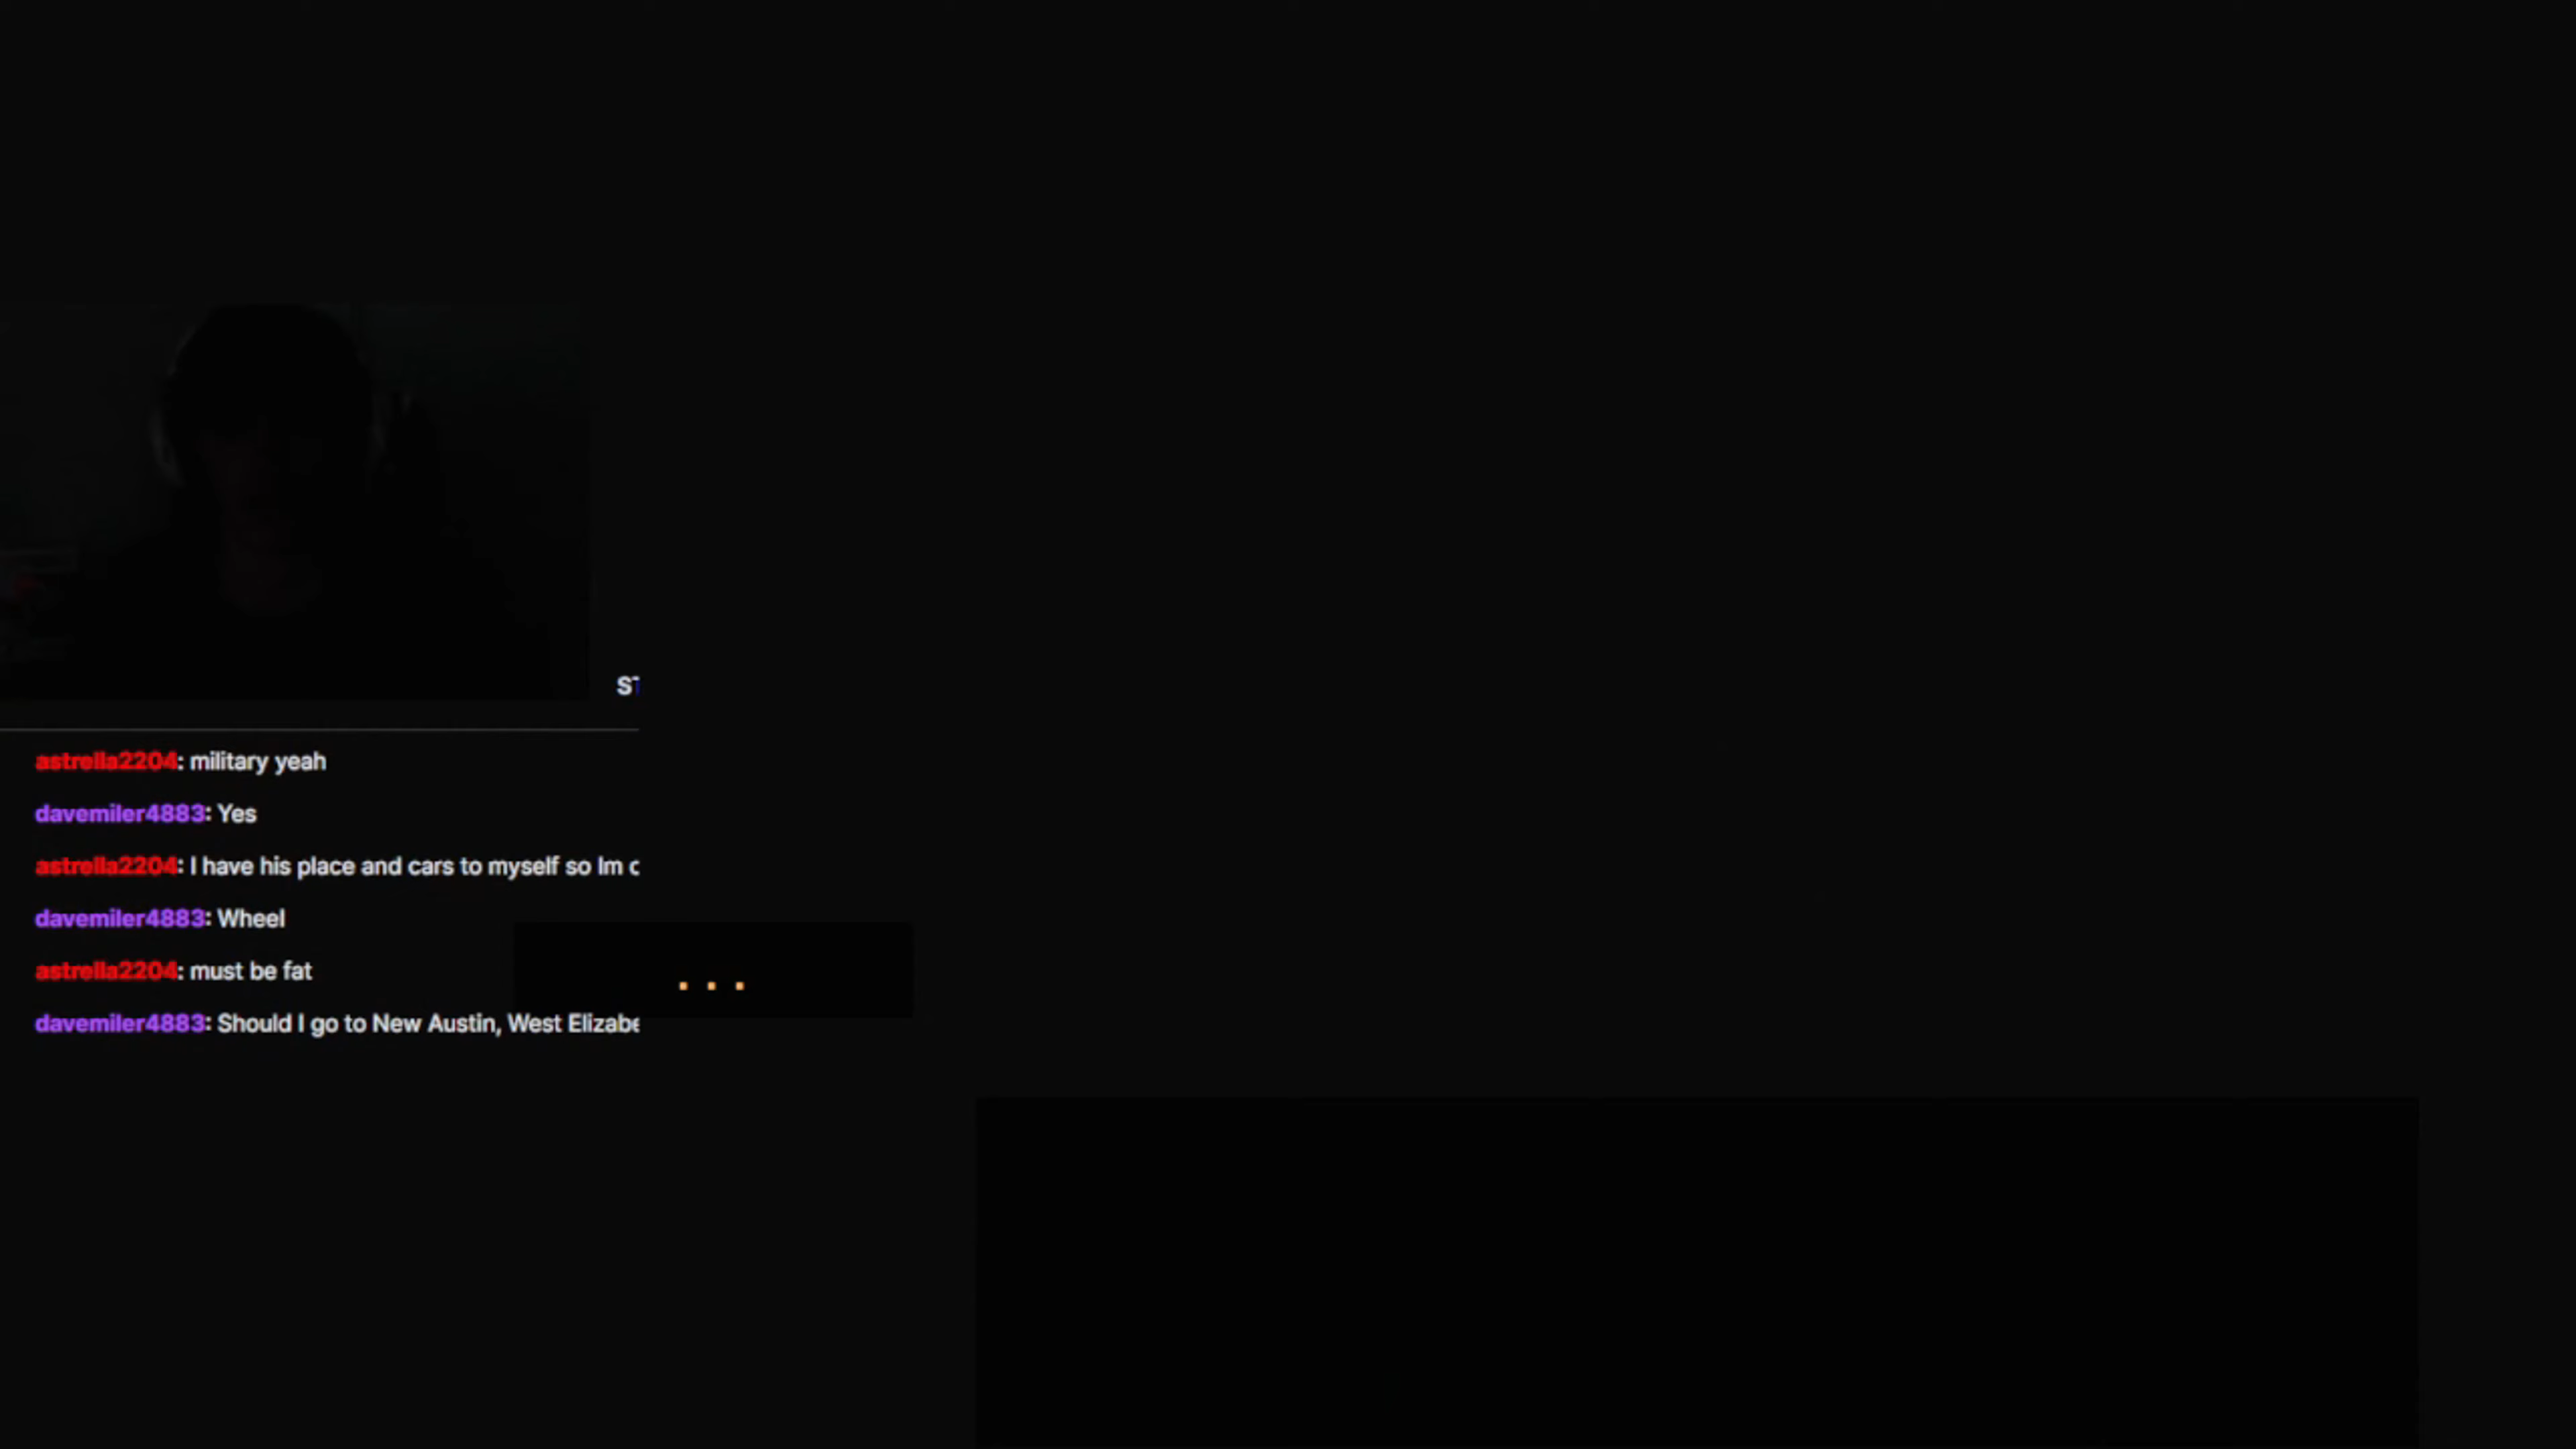 astrella2204: military yeah
davemiler4883: Yes
astrella2204: I have his place and cars to myself so Im
davemiler4883: Wheel
astrella2204: must be fat
...
davemiler4883: Should I go to New Austin, West